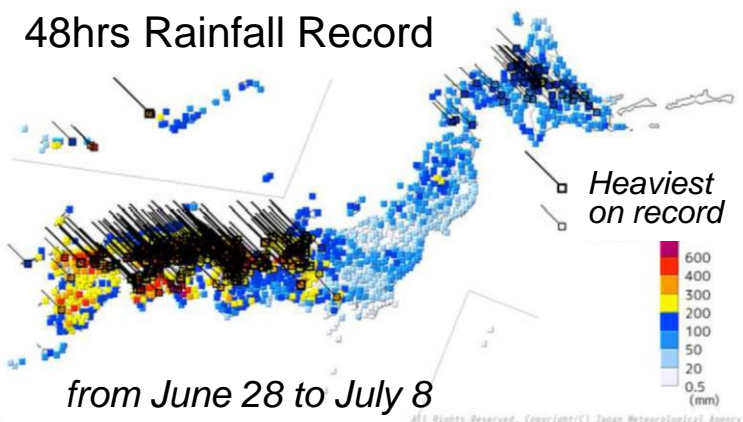 48hrs Rainfall Record
Heaviest
on record
600
400
300
200
100
50
20
0.5
(mm)
from June 28 to July 8
All Rights Reserved. Copyright(C) Japan Meteorological Agency